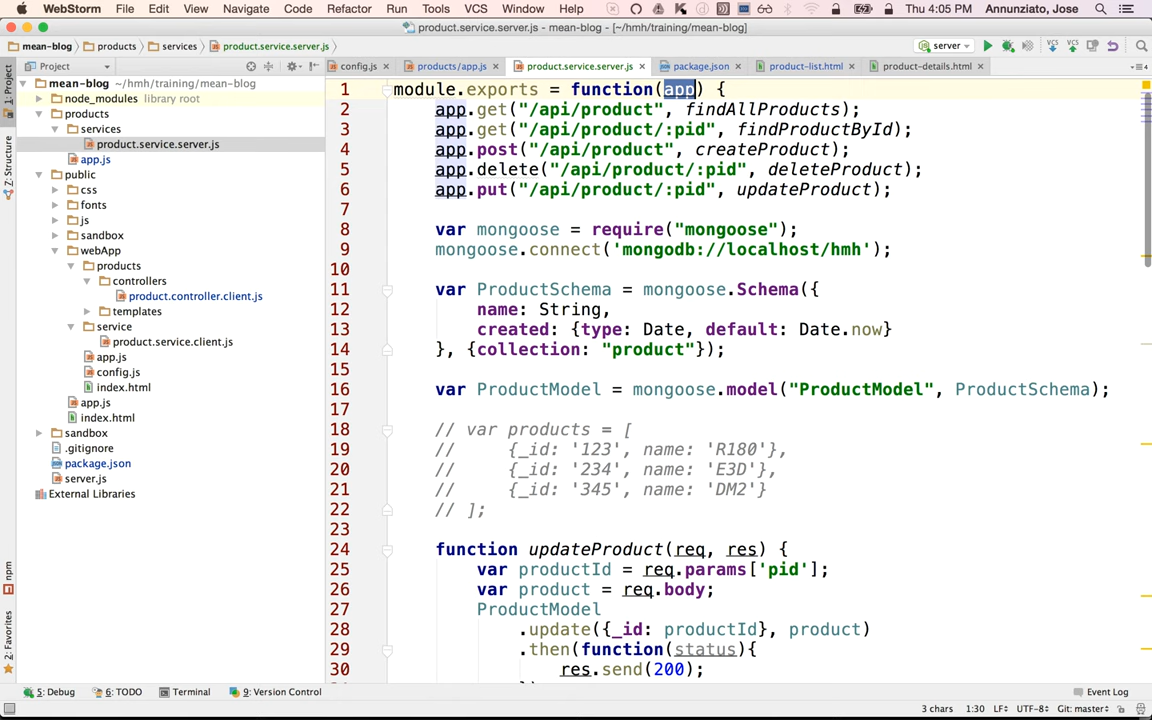 WebStorm File Edit View Navigate Code Refactor Run Tools VCS Window Help Thu 4:05 PM Annunziato, Jose
product.service.server.js - mean-blog - [~/hmh/training/mean-blog]
mean-blog products services product.service.server.js server
Project config.js products/app.js product.service.server.js package.json product-list.html product-details.html
1: Project
Z: Structure
npm
2: Favorites
mean-blog ~/hmh/training/mean-blog
node_modules library root
products
services
product.service.server.js
app.js
public
css
fonts
js
sandbox
webApp
products
controllers
product.controller.client.js
templates
service
product.service.client.js
app.js
config.js
index.html
app.js
index.html
sandbox
.gitignore
package.json
server.js
External Libraries
1 module.exports = function(app) {
2 app.get("/api/product", findAllProducts);
3 app.get("/api/product/:pid", findProductById);
4 app.post("/api/product", createProduct);
5 app.delete("/api/product/:pid", deleteProduct);
6 app.put("/api/product/:pid", updateProduct);
7
8 var mongoose = require("mongoose");
9 mongoose.connect('mongodb://localhost/hmh');
10
11 var ProductSchema = mongoose.Schema({
12 name: String,
13 created: {type: Date, default: Date.now}
14 }, {collection: "product"});
15
16 var ProductModel = mongoose.model("ProductModel", ProductSchema);
17
18 // var products = [
19 // {_id: '123', name: 'R180'},
20 // {_id: '234', name: 'E3D'},
21 // {_id: '345', name: 'DM2'}
22 // ];
23
24 function updateProduct(req, res) {
25 var productId = req.params['pid'];
26 var product = req.body;
27 ProductModel
28 .update({_id: productId}, product)
29 .then(function(status){
30 res.send(200);
5: Debug 6: TODO Terminal 9: Version Control Event Log
3 chars 1:30 LF÷ UTF-8÷ Git: master÷